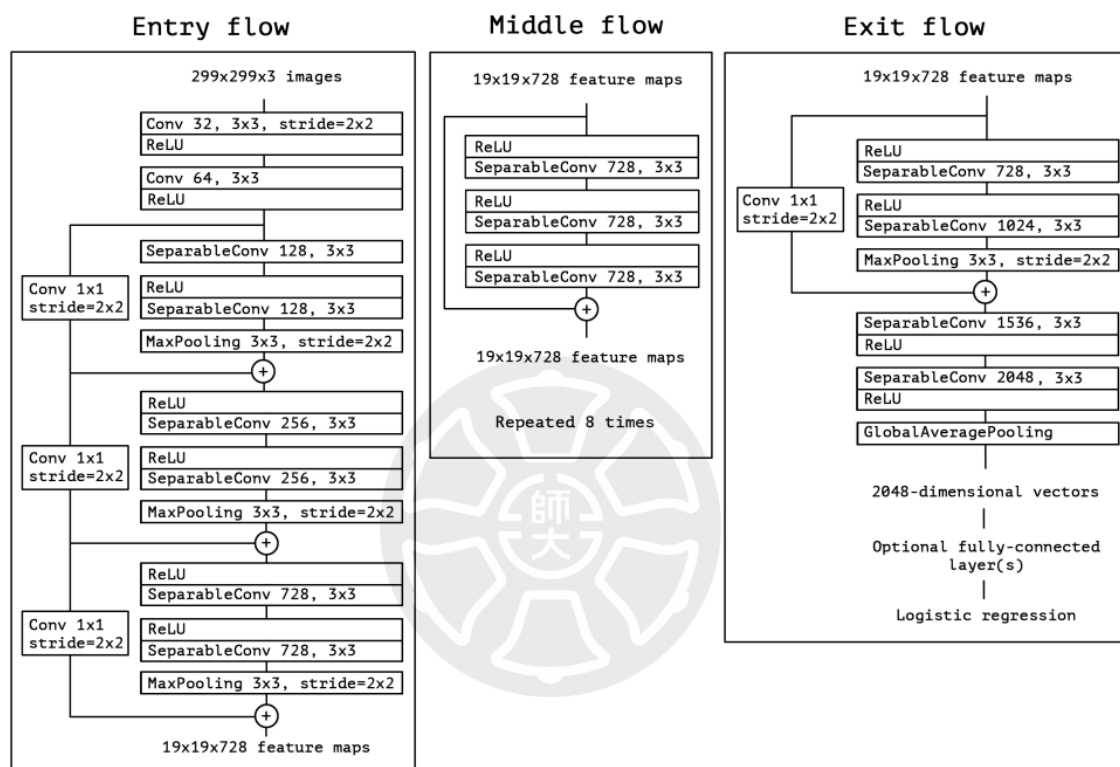 Entry flow
299x299x3 images
Conv 32, 3x3, stride=2x2
ReLU
Conv 64, 3x3
ReLU
SeparableConv 128, 3x3
Conv 1x1
stride=2x2
ReLU
SeparableConv 128, 3x3
MaxPooling 3x3, stride=2x2
+
ReLU
SeparableConv 256, 3x3
Conv 1x1
stride=2x2
ReLU
SeparableConv 256, 3x3
MaxPooling 3x3, stride=2x2
+
ReLU
SeparableConv 728, 3x3
Conv 1x1
stride=2x2
ReLU
SeparableConv 728, 3x3
MaxPooling 3x3, stride=2x2
+
19x19x728 feature maps
Middle flow
19x19x728 feature maps
ReLU
SeparableConv 728, 3x3
ReLU
SeparableConv 728, 3x3
ReLU
SeparableConv 728, 3x3
+
19x19x728 feature maps
Repeated 8 times
師大
Exit flow
19x19x728 feature maps
ReLU
SeparableConv 728, 3x3
Conv 1x1
stride=2x2
ReLU
SeparableConv 1024, 3x3
MaxPooling 3x3, stride=2x2
+
SeparableConv 1536, 3x3
ReLU
SeparableConv 2048, 3x3
ReLU
GlobalAveragePooling
2048-dimensional vectors
Optional fully-connected
layer(s)
Logistic regression